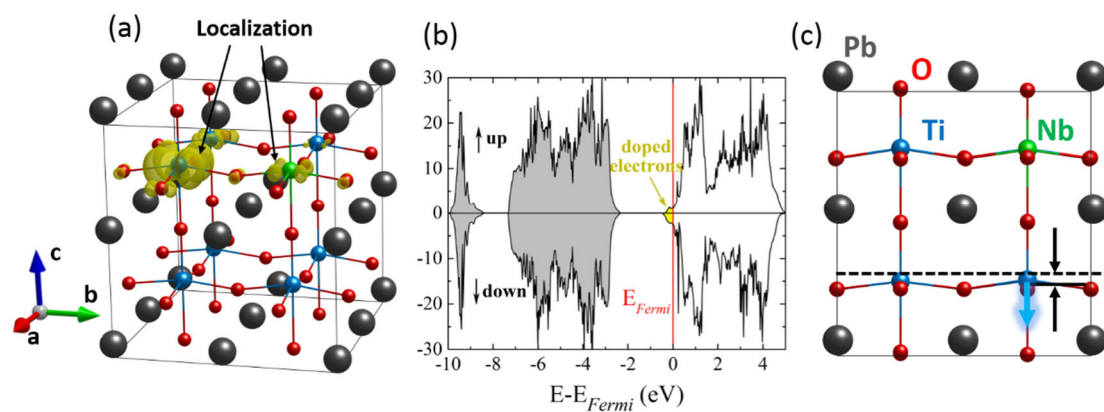 (a)
Localization
c
b
a
(b)
30
20
10
0
10
-20
-30
up
down
doped
electrons
E_Fermi
-10 -8 -6 -4 -2 0 2 4
E-E_Fermi (eV)
(c)
Pb
O
Ti
Nb